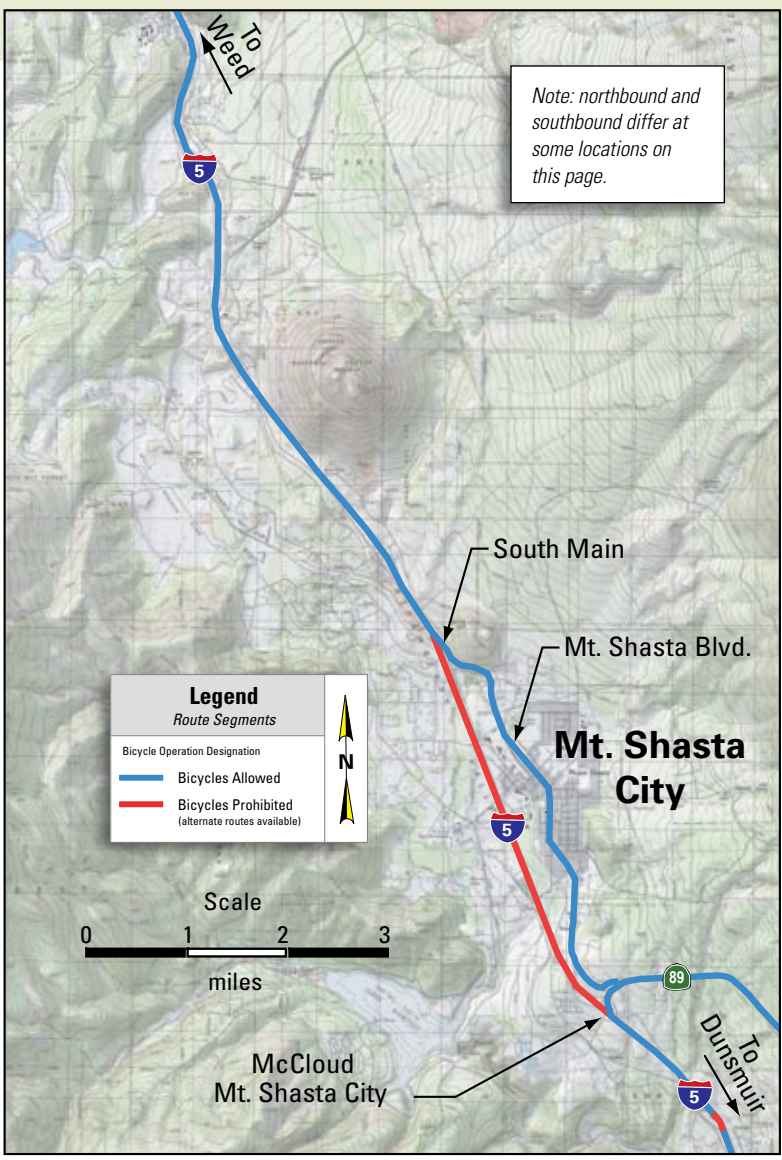 To
Weed
Note: northbound and
southbound differ at
some locations on
this page.
5
South Main
Mt. Shasta Blvd.
Legend
Route Segments
Bicycle Operation Designation
Bicycles Allowed
Bicycles Prohibited
(alternate routes available)
N
Mt. Shasta
City
5
Scale
0 1 2 3
miles
89
McCloud
Mt. Shasta City
To
Dunsmuir
5